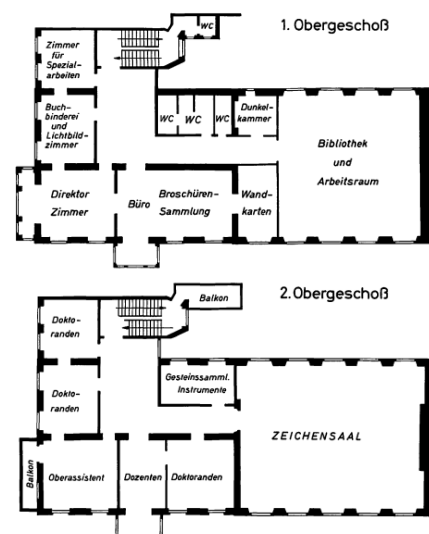 1. Obergeschoß
WC
Zimmer
für
Spezial-
arbeiten
Buch-
binderei
und
Lichtbild-
zimmer
WC
WC
WC
Dunkel-
kammer
Bibliothek
und
Arbeitsraum
Direktor
Zimmer
Büro
Broschüren-
Sammlung
Wand-
karten
2. Obergeschoß
Balkon
Dokto-
randen
Dokto-
randen
Gesteinssamml.
Instrumente
ZEICHENSAAL
Balkon
Oberassistent
Dozenten
Doktoranden